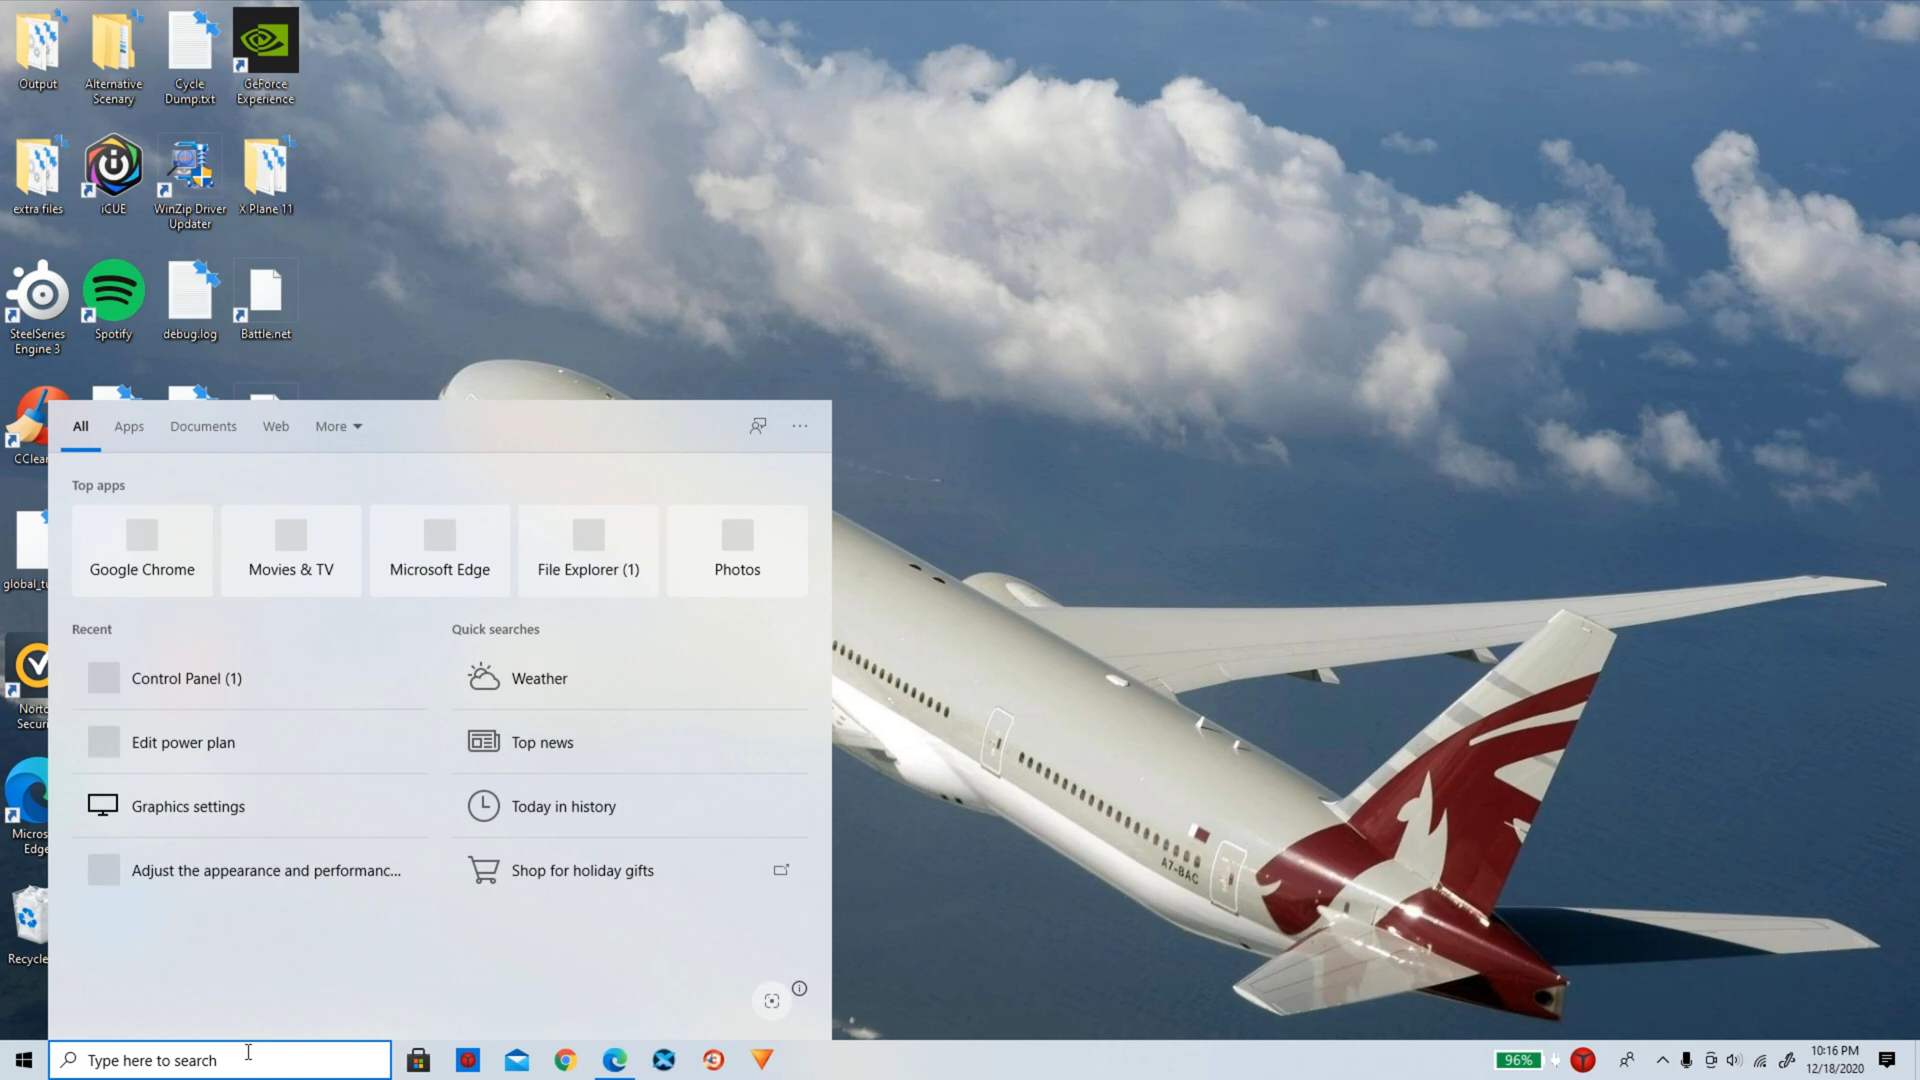 Output
Alternative
Scenary
Cycle
Dump.txt
GeForce
Experience
extra files
iCUE
WinZip Driver
Updater
X Plane 11
SteelSeries
Engine 3
Spotify
debug.log
Battle.net
CClean
global_tu
Norto
Securi
Micros
Edge
Recycle
All
Apps
Documents
Web
More
Top apps
Google Chrome
Movies & TV
Microsoft Edge
File Explorer (1)
Photos
Recent
Control Panel (1)
Edit power plan
Graphics settings
Adjust the appearance and performanc...
Quick searches
Weather
Top news
Today in history
Shop for holiday gifts
A7-BAC
Type here to search
96%
10:16 PM
12/18/2020